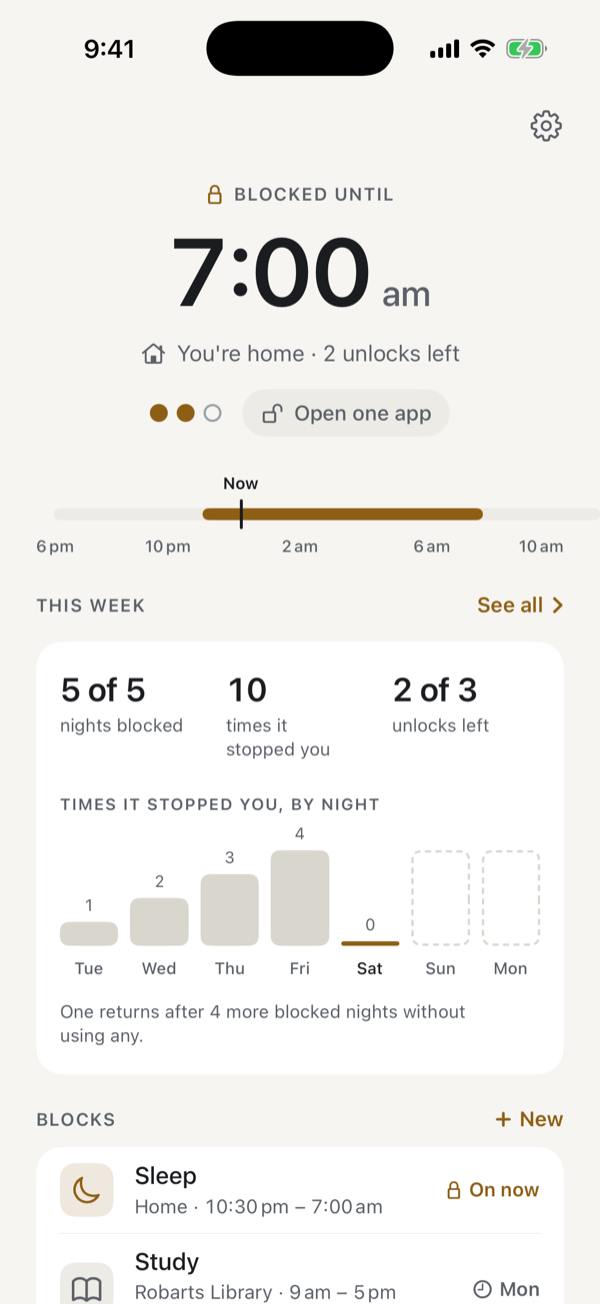 9:41
BLOCKED UNTIL
7:00 am
You're home · 2 unlocks left
Open one app
Now
6 pm 10 pm 2 am 6 am 10 am
THIS WEEK See all
5 of 5 10 2 of 3
nights blocked times it unlocks left
stopped you
TIMES IT STOPPED YOU, BY NIGHT
1 2 3 4 0
Tue Wed Thu Fri Sat Sun Mon
One returns after 4 more blocked nights without
using any.
BLOCKS + New
Sleep
Home · 10:30 pm – 7:00 am On now
Study
Robarts Library · 9 am – 5 pm Mon